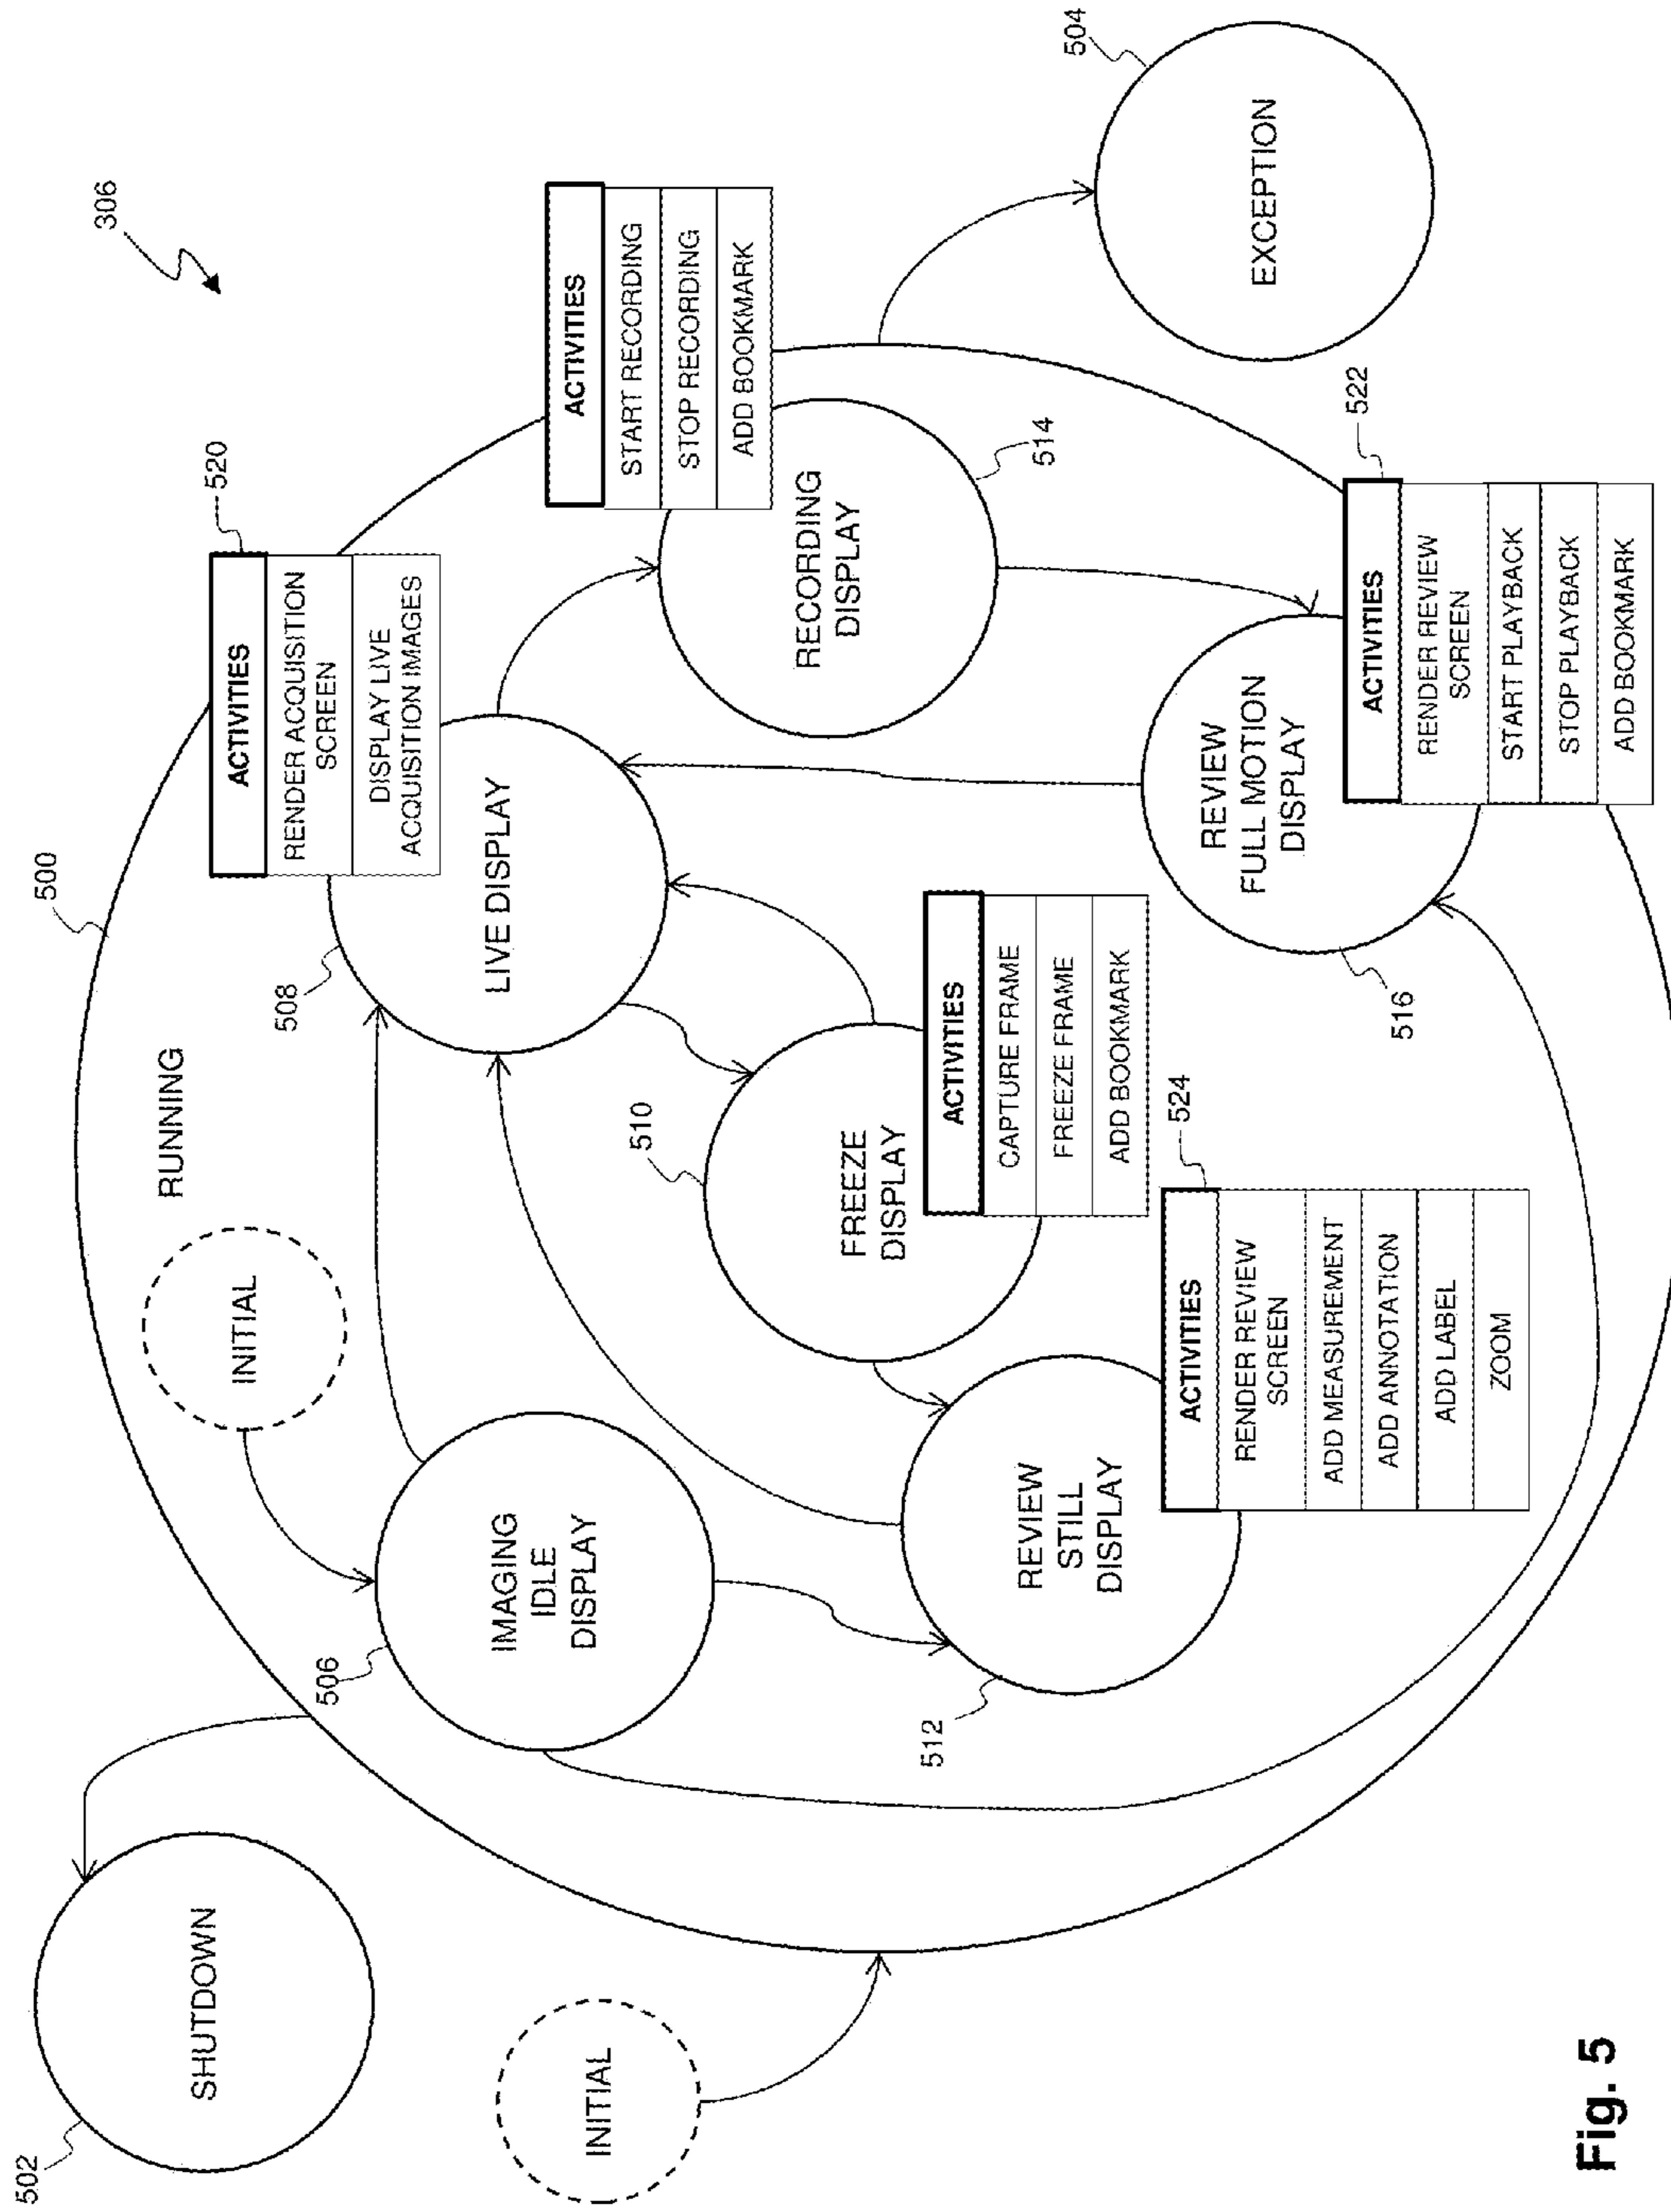 306
500
RUNNING
502
SHUTDOWN
INITIAL
INITIAL
506
IMAGING
IDLE
DISPLAY
508
LIVE DISPLAY
520
ACTIVITIES
RENDER ACQUISITION
SCREEN
DISPLAY LIVE
ACQUISITION IMAGES
ACTIVITIES
START RECORDING
STOP RECORDING
ADD BOOKMARK
RECORDING
DISPLAY
514
504
EXCEPTION
510
FREEZE
DISPLAY
ACTIVITIES
CAPTURE FRAME
FREEZE FRAME
ADD BOOKMARK
512
REVIEW
STILL
DISPLAY
524
ACTIVITIES
RENDER REVIEW
SCREEN
ADD MEASUREMENT
ADD ANNOTATION
ADD LABEL
ZOOM
516
REVIEW
FULL MOTION
DISPLAY
522
ACTIVITIES
RENDER REVIEW
SCREEN
START PLAYBACK
STOP PLAYBACK
ADD BOOKMARK
Fig. 5